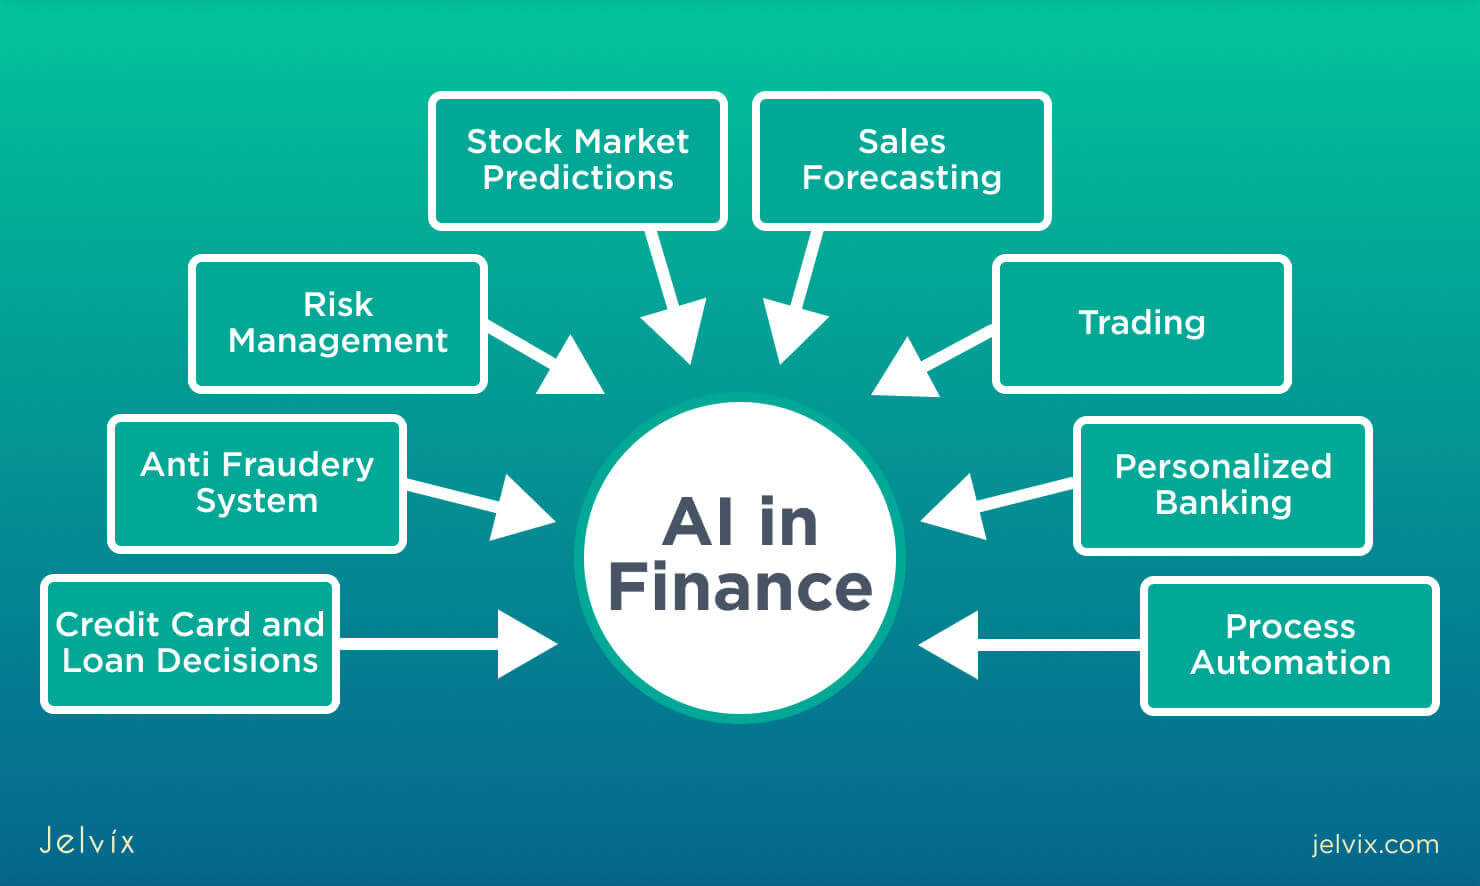 Stock Market
Predictions
Sales
Forecasting
Risk
Management
Trading
Anti Fraudery
System
Personalized
Banking
AI in
Finance
Credit Card and
Loan Decisions
Process
Automation
Jelvix
jelvix.com